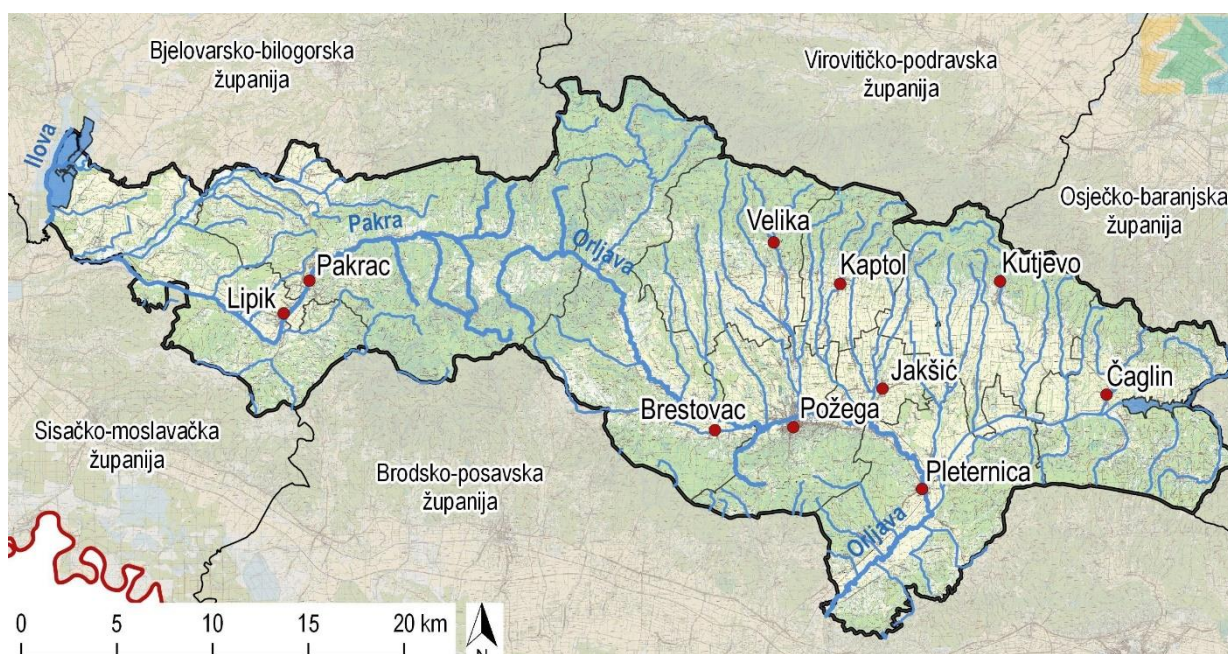 Bjelovarsko-bilogorska
županija
Virovitičko-podravska
županija
Ilova
Osječko-baranjska
županija
Velika
Pakra
Orljava
Kaptol
Kutjevo
Pakrac
Lipik
Jakšić
Čaglin
Brestovac
Požega
Sisačko-moslavačka
županija
Brodsko-posavska
županija
Pleternica
Orljava
0 5 10 15 20 km
N